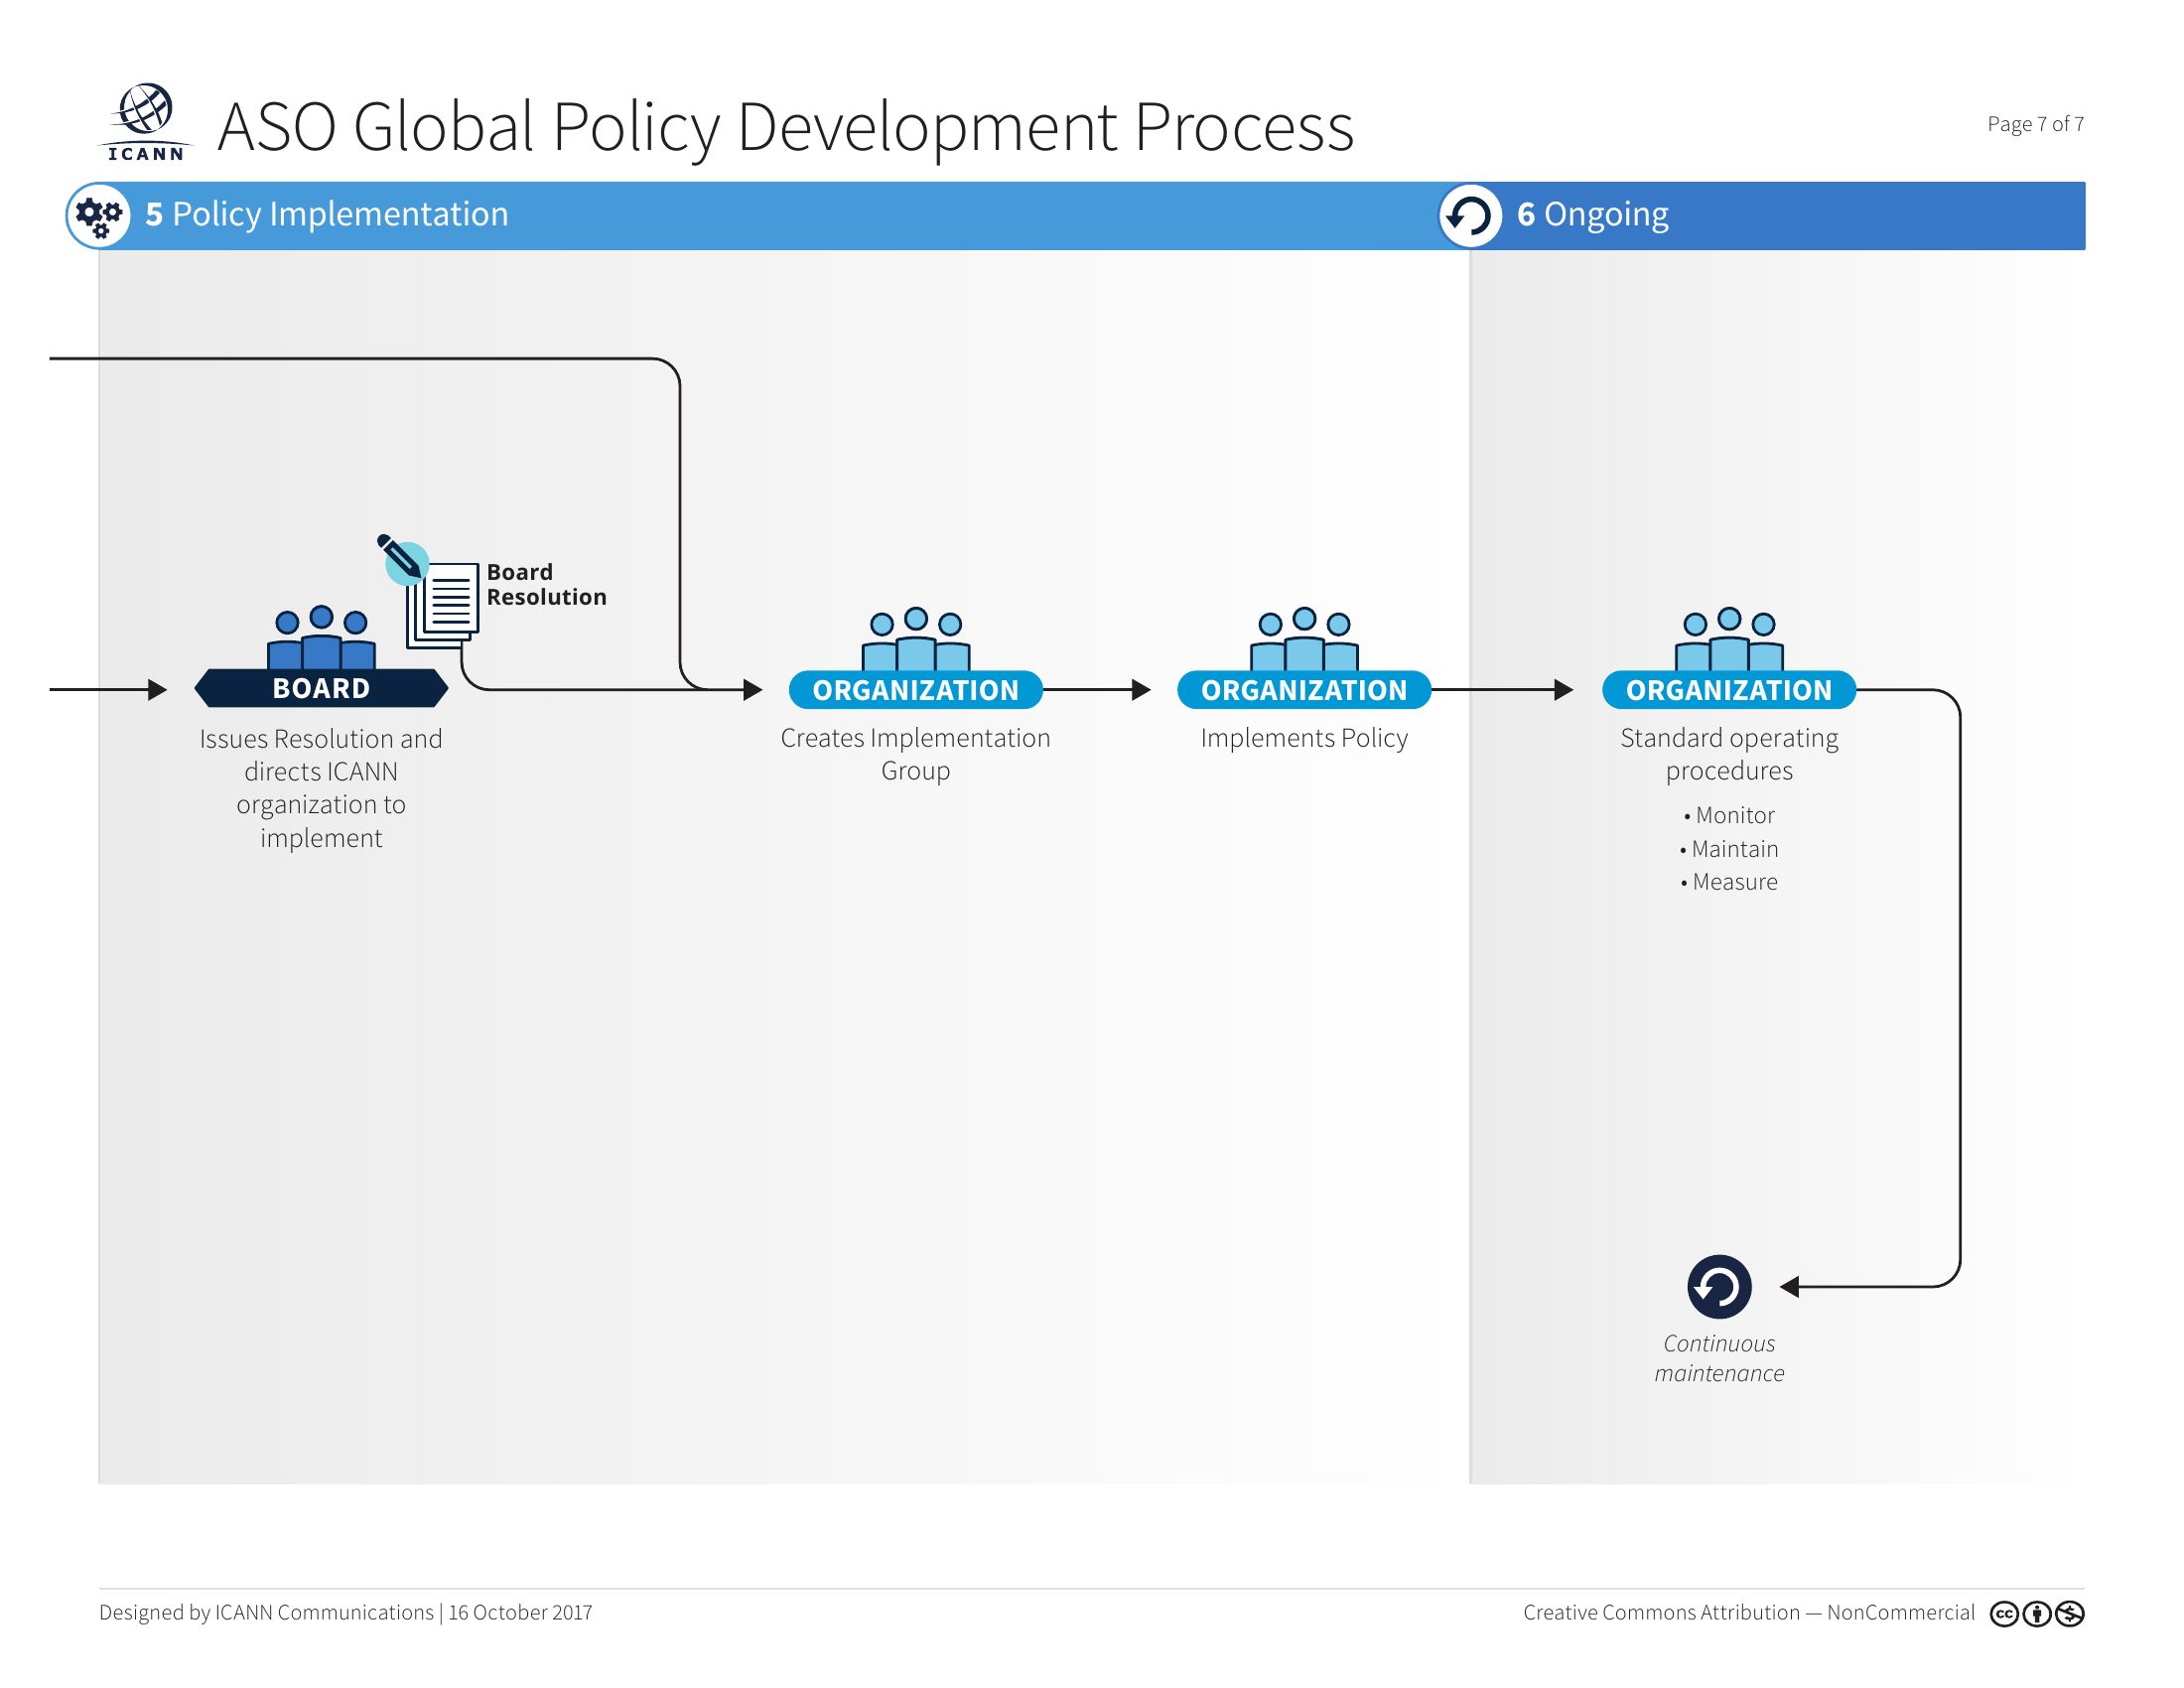 ICANN
ASO Global Policy Development Process
Page 7 of 7
5 Policy Implementation
6 Ongoing
Board
Resolution
BOARD
Issues Resolution and
directs ICANN
organization to
implement
ORGANIZATION
Creates Implementation
Group
ORGANIZATION
Implements Policy
ORGANIZATION
Standard operating
procedures
• Monitor
• Maintain
• Measure
Continuous
maintenance
Designed by ICANN Communications | 16 October 2017
Creative Commons Attribution — NonCommercial
cc